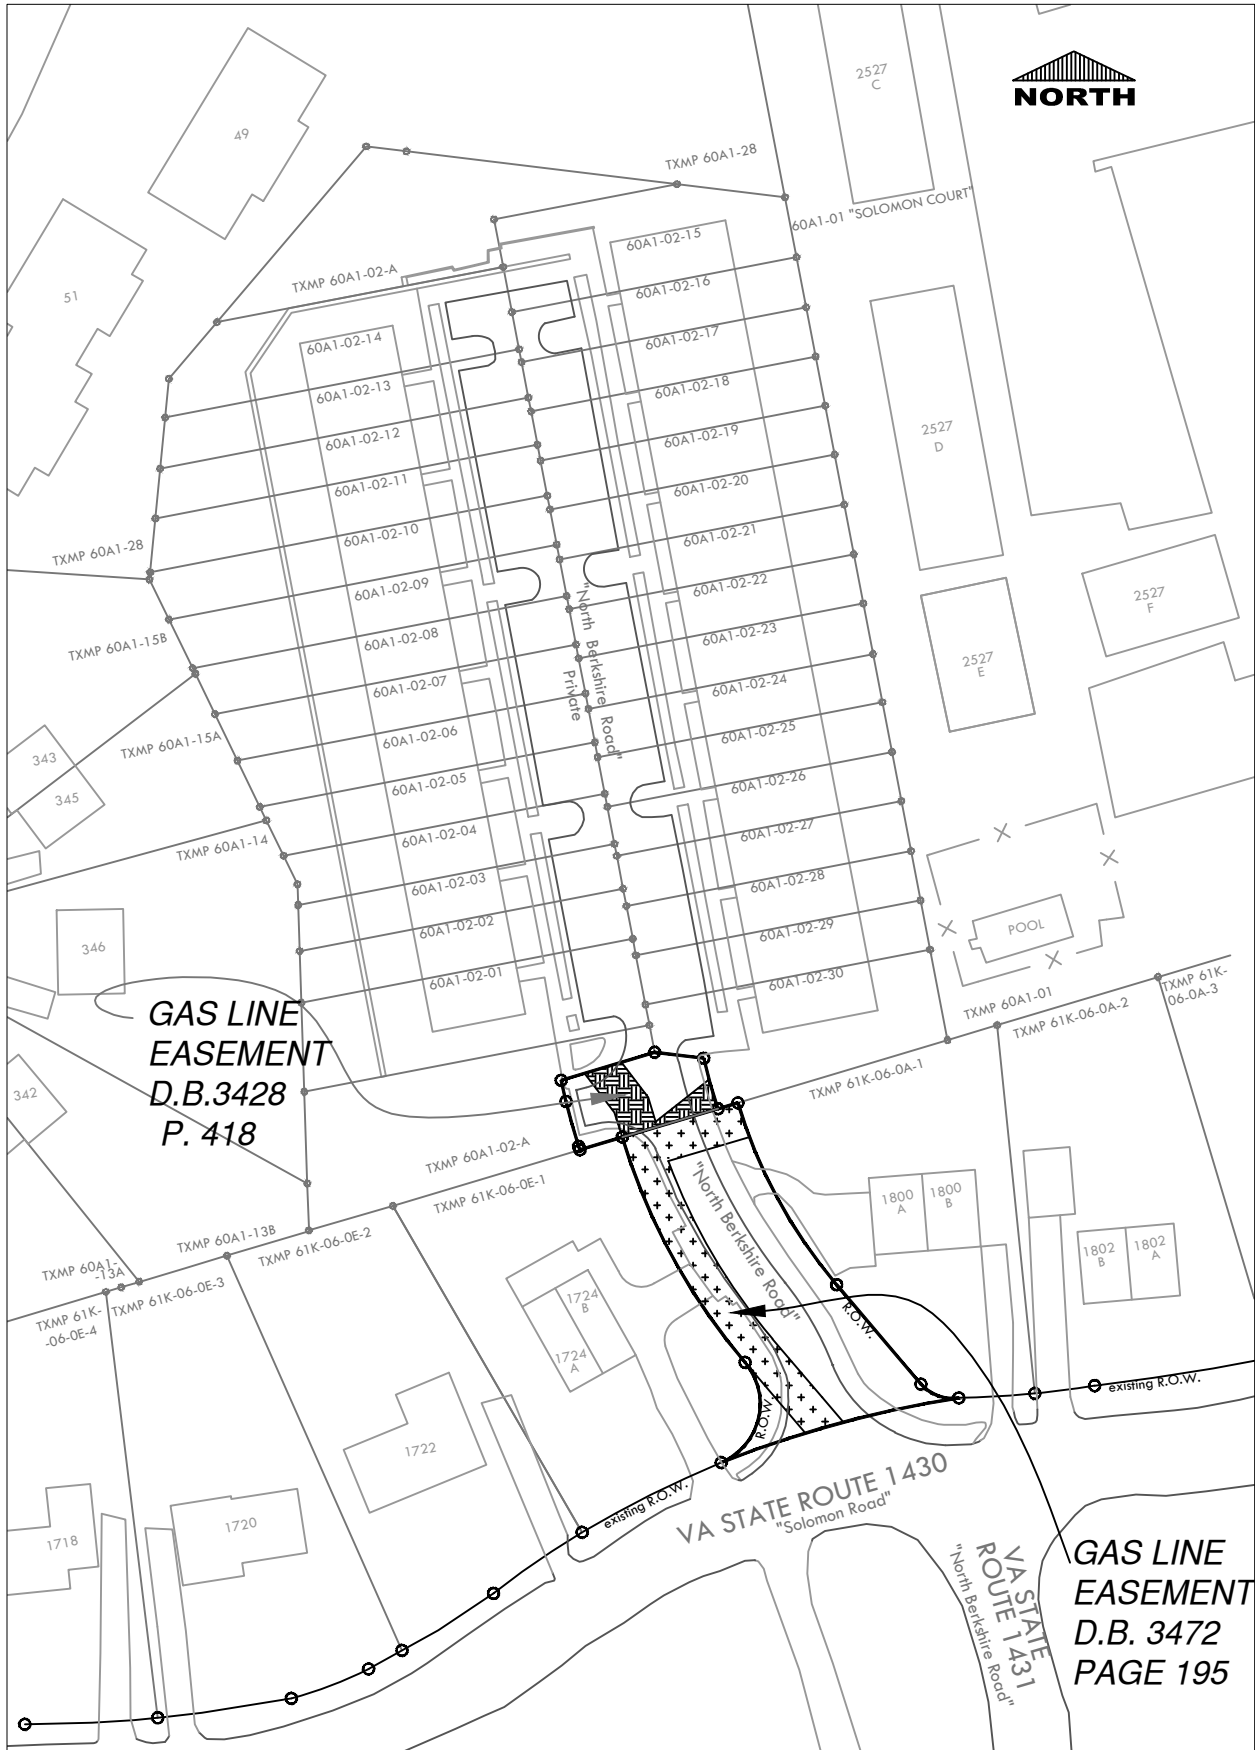 2527
C
NORTH
49
TXMP 60A1-28
60A1-01 "SOLOMON COURT"
60A1-02-15
TXMP 60A1-02-A
51
60A1-02-16
60A1-02-14
60A1-02-17
60A1-02-13
60A1-02-18
60A1-02-12
60A1-02-19
2527
D
60A1-02-11
60A1-02-20
60A1-02-10
60A1-02-21
TXMP 60A1-28
60A1-02-09
60A1-02-22
2527
F
60A1-02-08
60A1-02-23
TXMP 60A1-15B
60A1-02-07
60A1-02-24
2527
E
"North Berkshire Road"
Private
60A1-02-06
60A1-02-25
TXMP 60A1-15A
343
60A1-02-05
60A1-02-26
345
60A1-02-04
60A1-02-27
TXMP 60A1-14
60A1-02-03
60A1-02-28
60A1-02-02
60A1-02-29
POOL
346
60A1-02-01
60A1-02-30
TXMP 61K-
06-0A-3
TXMP 60A1-01
TXMP 61K-06-0A-2
GAS LINE
EASEMENT
D.B.3428
P. 418
342
TXMP 61K-06-0A-1
TXMP 60A1-02-A
TXMP 61K-06-0E-1
"North Berkshire Road"
1800
A
1800
B
TXMP 60A1-13B
TXMP 61K-06-0E-2
1802
B
1802
A
TXMP 60A1-
-13A
TXMP 61K-06-0E-3
TXMP 61K-
-06-0E-4
1724
B
1724
A
R.O.W.
existing R.O.W.
R.O.W.
1722
existing R.O.W.
VA STATE ROUTE 1430
"Solomon Road"
1720
1718
VA STATE
ROUTE 1431
"North Berkshire Road"
GAS LINE
EASEMENT
D.B. 3472
PAGE 195